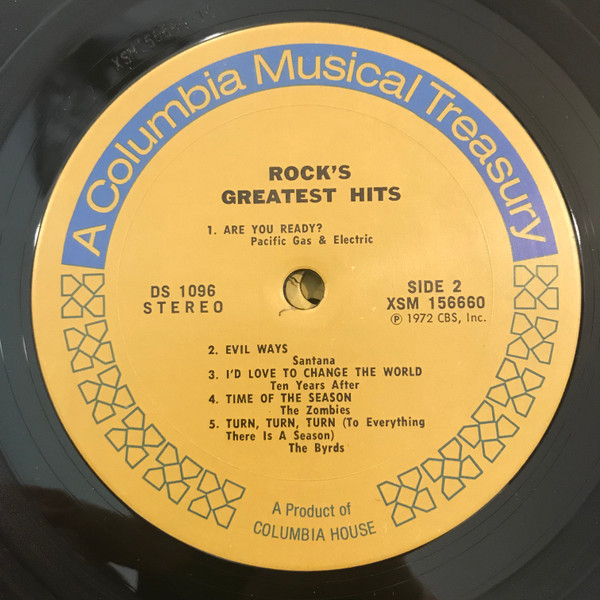 A Columbia Musical Treasury
ROCK'S
GREATEST HITS
1. ARE YOU READY?
Pacific Gas & Electric
DS 1096
STEREO
SIDE 2
XSM 156660
Ⓟ 1972 CBS, Inc.
2. EVIL WAYS
Santana
3. I'D LOVE TO CHANGE THE WORLD
Ten Years After
4. TIME OF THE SEASON
The Zombies
5. TURN, TURN, TURN (To Everything
There Is A Season)
The Byrds
A Product of
COLUMBIA HOUSE